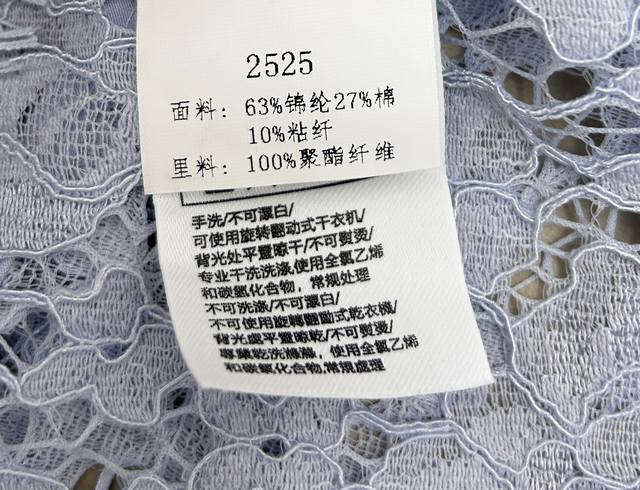 2525
面料: 63%锦纶27%棉
10%粘纤
里料: 100%聚酯纤维
手洗/不可漂白/
可使用旋转翻动式干衣机/
背光处平置晾干/不可熨烫/
专业干洗洗涤,使用全氯乙烯
和碳氢化合物，常规处理
不可洗涤/不可漂白/
不可使用旋轉翻動式乾衣機/
背光處平置晾乾/不可熨燙/
專業乾洗滌，使用全氯乙烯
和碳氫化合物,常規處理